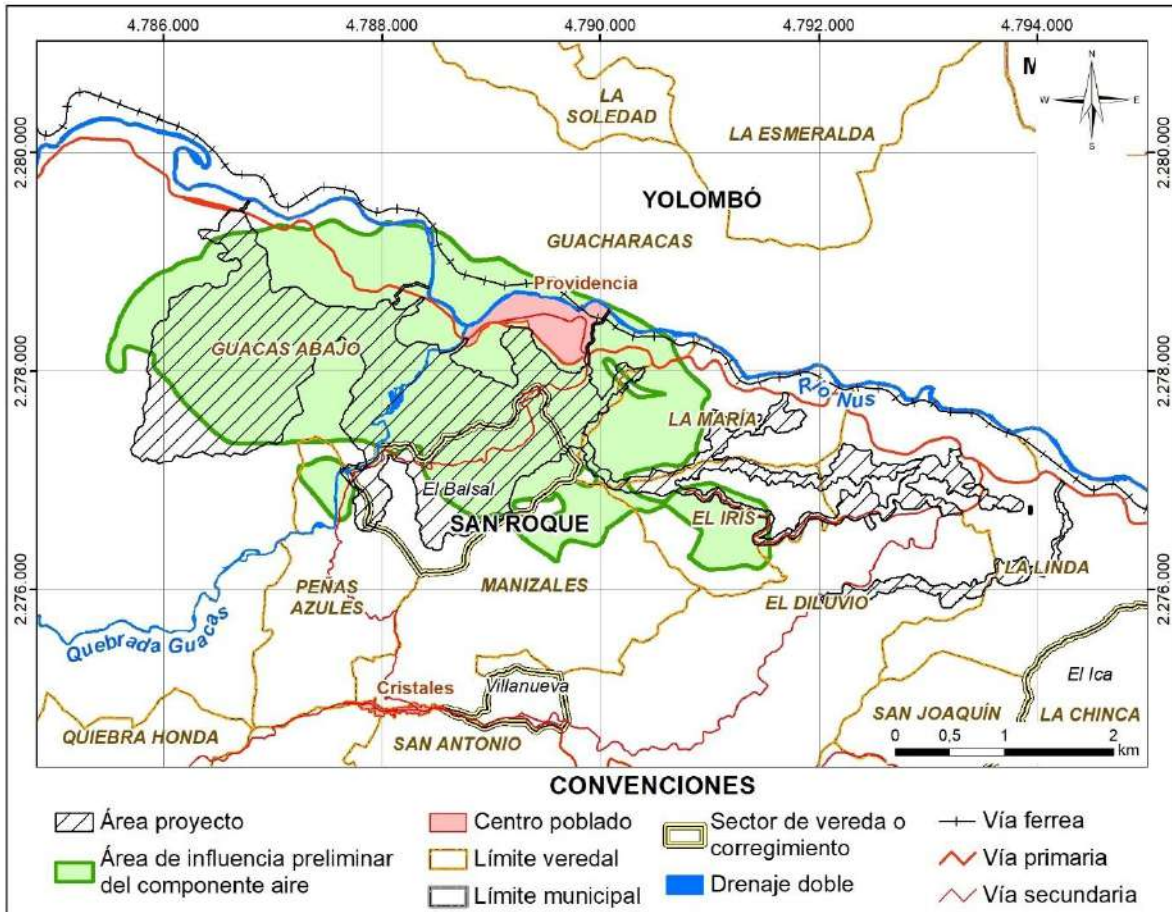 4.786.000 4.788.000 4.790.000 4.792.000 4.794.000
M
N
W E
S
LA
SOLEDAD
LA ESMERALDA
2.280.000 2.280.000
YOLOMBÓ
GUACHARACAS
Providencia
GUACAS ABAJO
2.278.000 2.278.000
Río Nus
LA MARÍA
El Balsal
EL IRIS
SAN ROQUE
2.276.000 2.276.000
PEÑAS
AZULES
MANIZALES
LA LINDA
EL DILUVIO
Quebrada Guacas
Cristales
Villanueva
El Ica
QUIEBRA HONDA
SAN ANTONIO
SAN JOAQUÍN
LA CHINCA
0 0,5 1 2
km
CONVENCIONES
Área proyecto
Área de influencia preliminar
del componente aire
Centro poblado
Límite veredal
Límite municipal
Sector de vereda o
corregimiento
Drenaje doble
Vía ferrea
Vía primaria
Vía secundaria